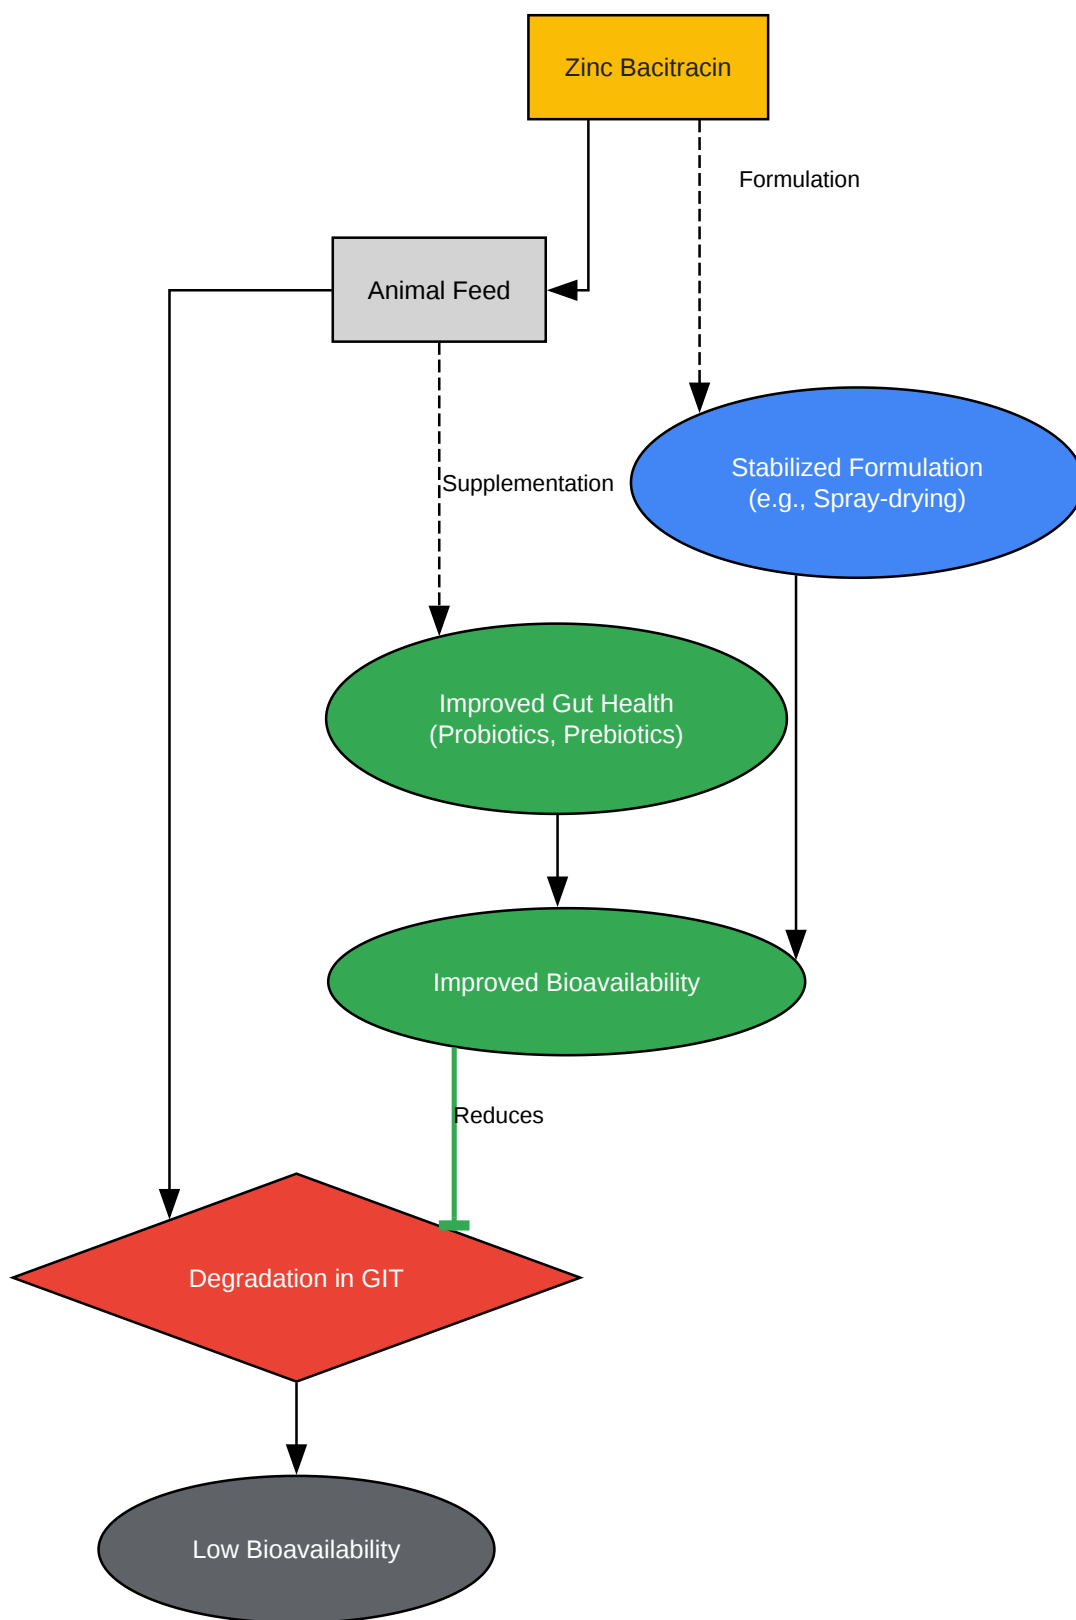 Zinc Bacitracin
Formulation
Animal Feed
Stabilized Formulation
(e.g., Spray-drying)
Supplementation
Improved Gut Health
(Probiotics, Prebiotics)
Improved Bioavailability
Reduces
Degradation in GIT
Low Bioavailability